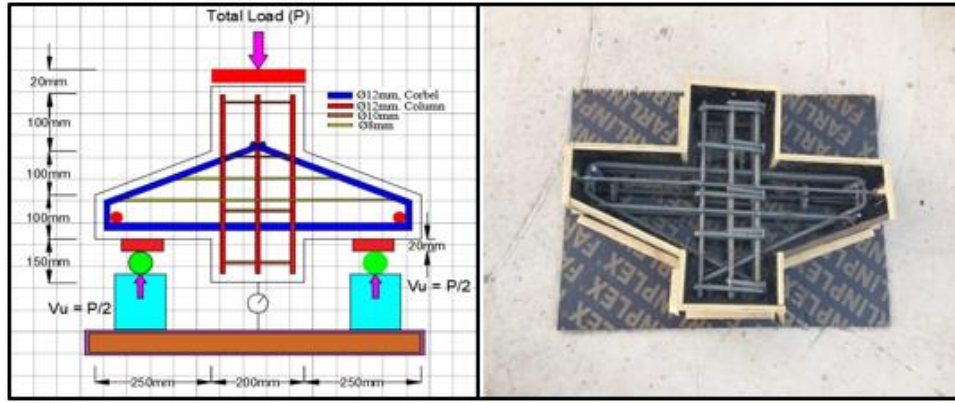 Total Load (P)
20mm
100mm
100mm
100mm
150mm
Ø12mm, Corbel
Ø12mm. Column
Ø10mm
Ø8mm
20mm
Vu = P/2
Vu = P/2
250mm
200mm
250mm
FARLINPLEX
FARLINPLEX
FARLINPLE